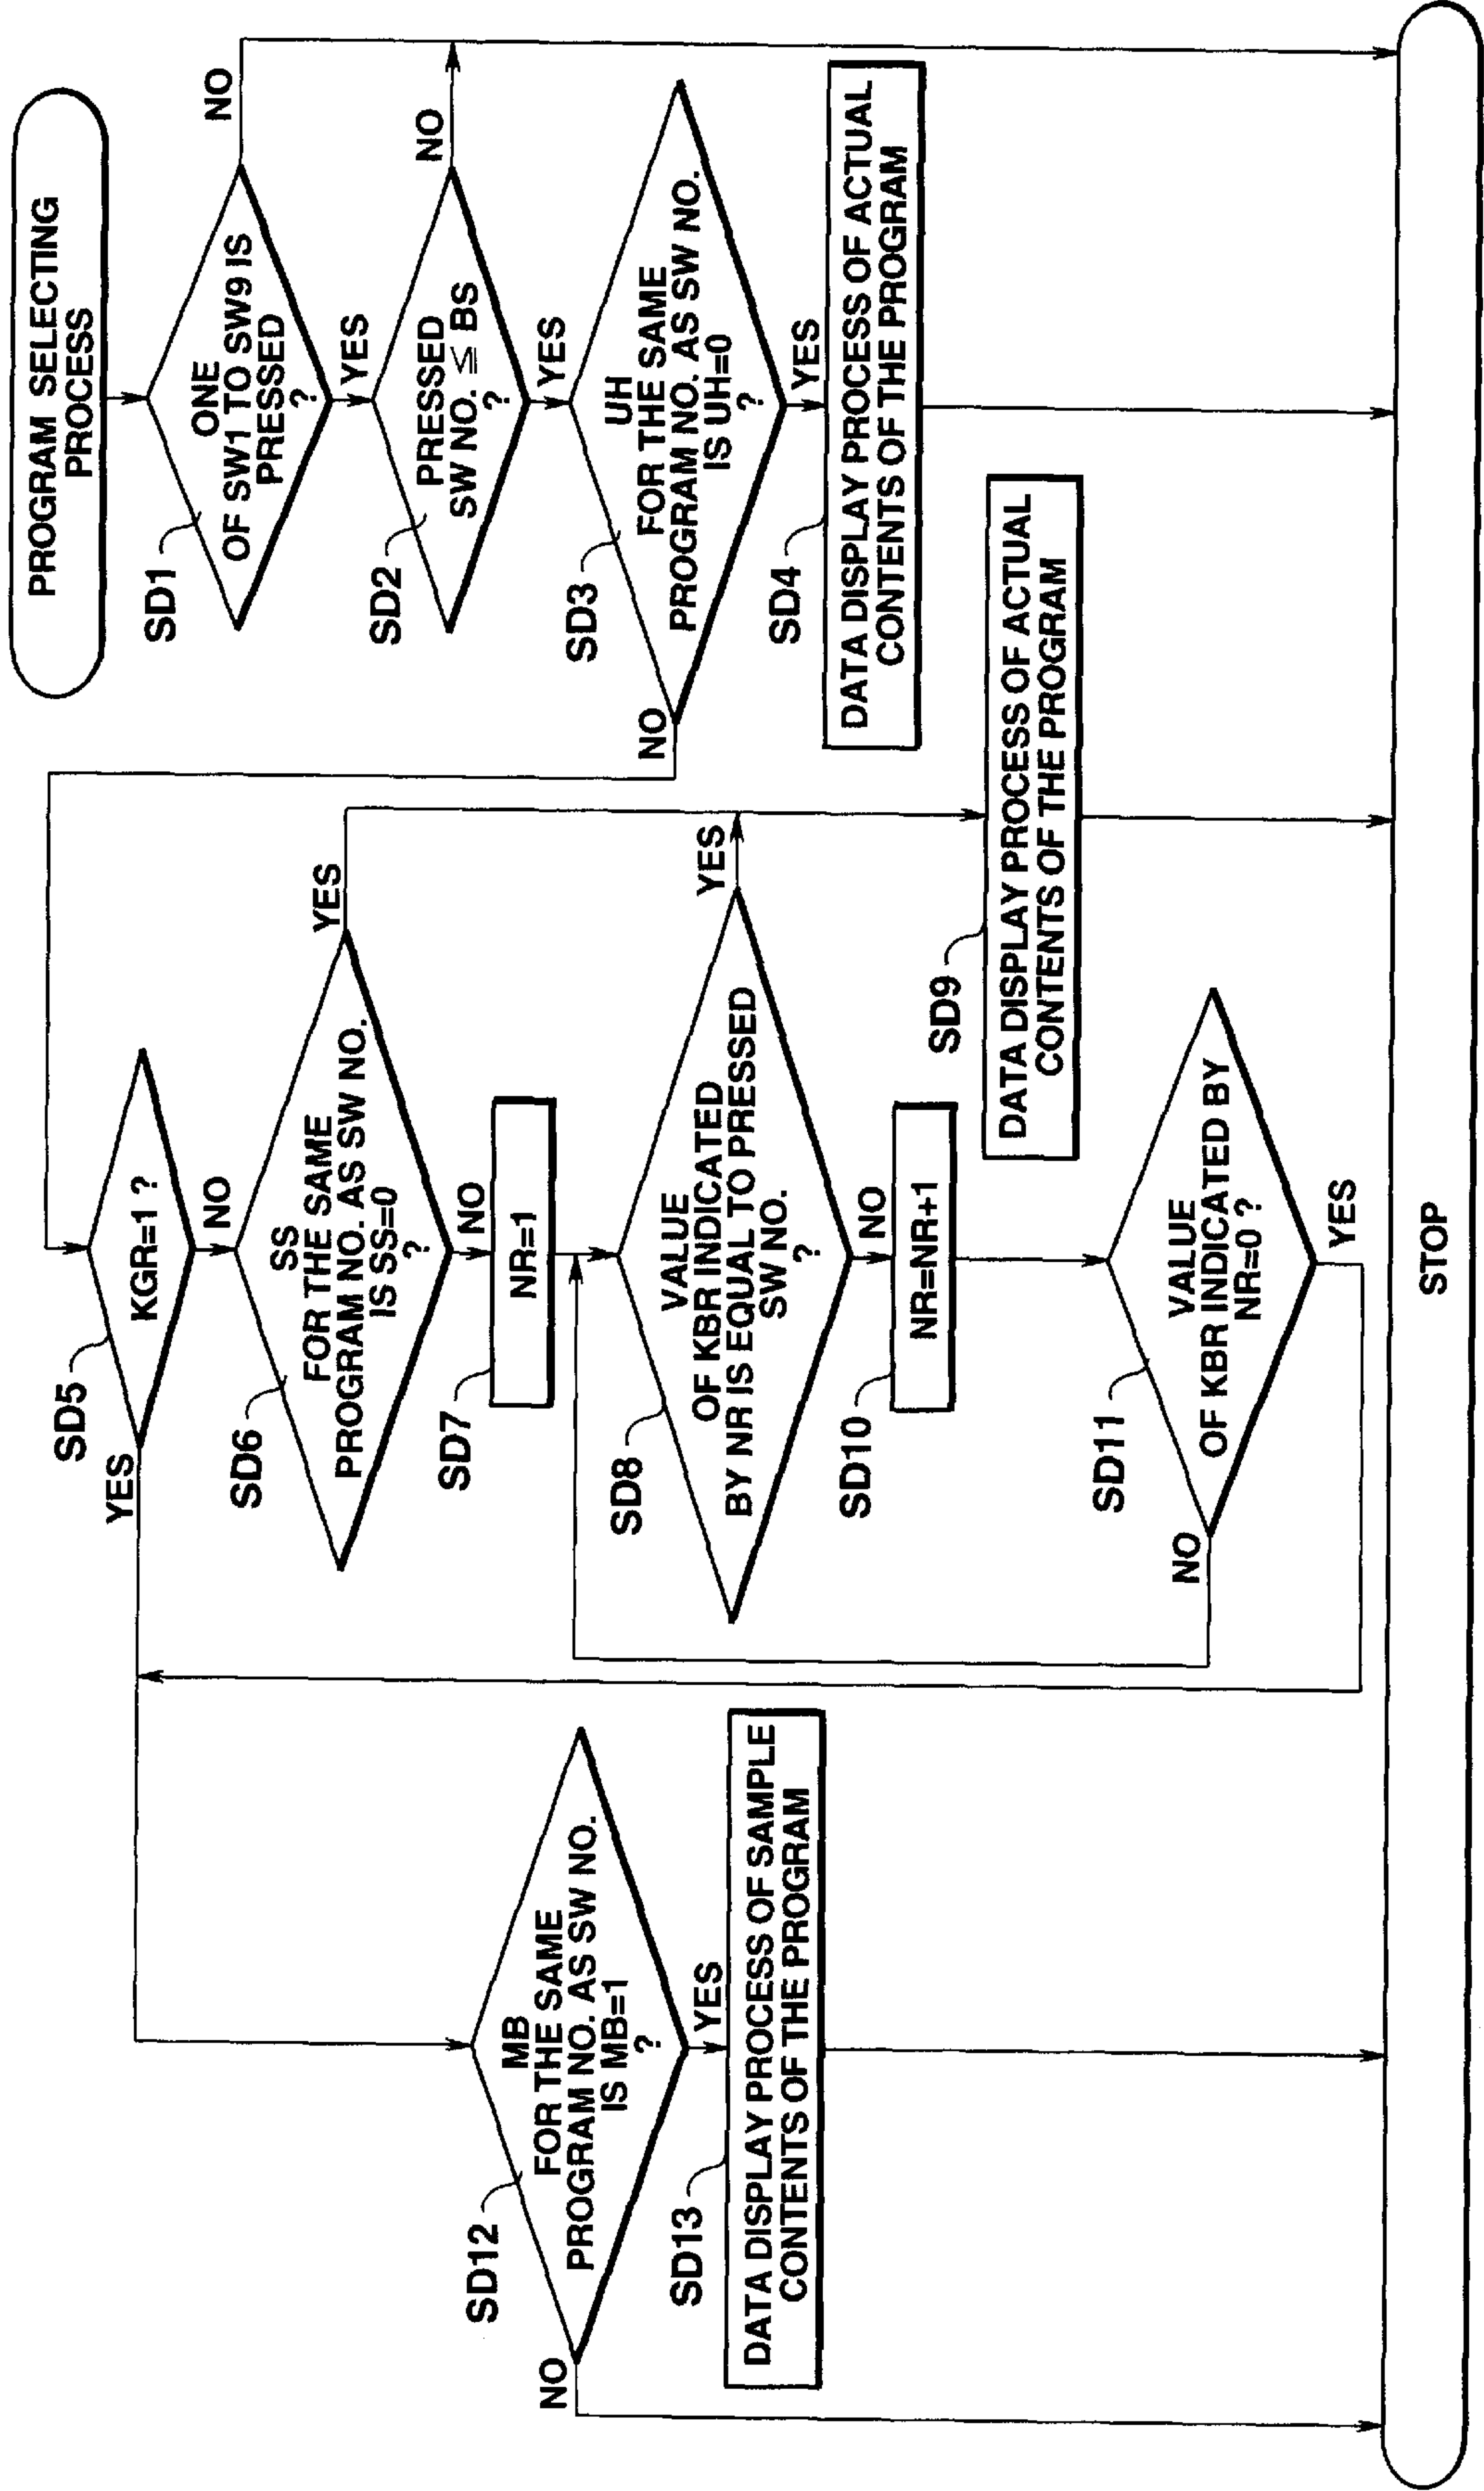 PROGRAM SELECTING
PROCESS
SD1
ONE
OF SW1 TO SW9 IS
PRESSED
?
NO
YES
SD2
PRESSED
SW NO. ≦ BS
?
NO
YES
SD3
UH
FOR THE SAME
PROGRAM NO. AS SW NO.
IS UH=0
?
NO
YES
SD4
DATA DISPLAY PROCESS OF ACTUAL
CONTENTS OF THE PROGRAM
SD5
KGR=1 ?
YES
NO
SD6
SS
FOR THE SAME
PROGRAM NO. AS SW NO.
IS SS=0
?
YES
NO
SD7
NR=1
SD8
VALUE
OF KBR INDICATED
BY NR IS EQUAL TO PRESSED
SW NO.
?
YES
NO
SD9
DATA DISPLAY PROCESS OF ACTUAL
CONTENTS OF THE PROGRAM
SD10
NR=NR+1
SD11
VALUE
OF KBR INDICATED BY
NR=0 ?
NO
YES
SD12
MB
FOR THE SAME
PROGRAM NO. AS SW NO.
IS MB=1
?
NO
YES
SD13
DATA DISPLAY PROCESS OF SAMPLE
CONTENTS OF THE PROGRAM
STOP